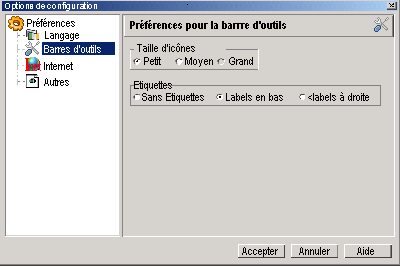 Options de configuration
Préférences
Langage
Barres d'outils
Internet
Autres
Préférences pour la barrre d'outils
Taille d'icônes
Petit Moyen Grand
Etiquettes
Sans Etiquettes Labels en bas <labels à droite
Accepter Annuler Aide